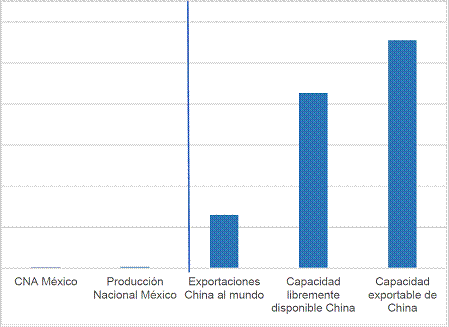 CNA México
Producción
Nacional México
Exportaciones
China al mundo
Capacidad
libremente
disponible China
Capacidad
exportable de
China